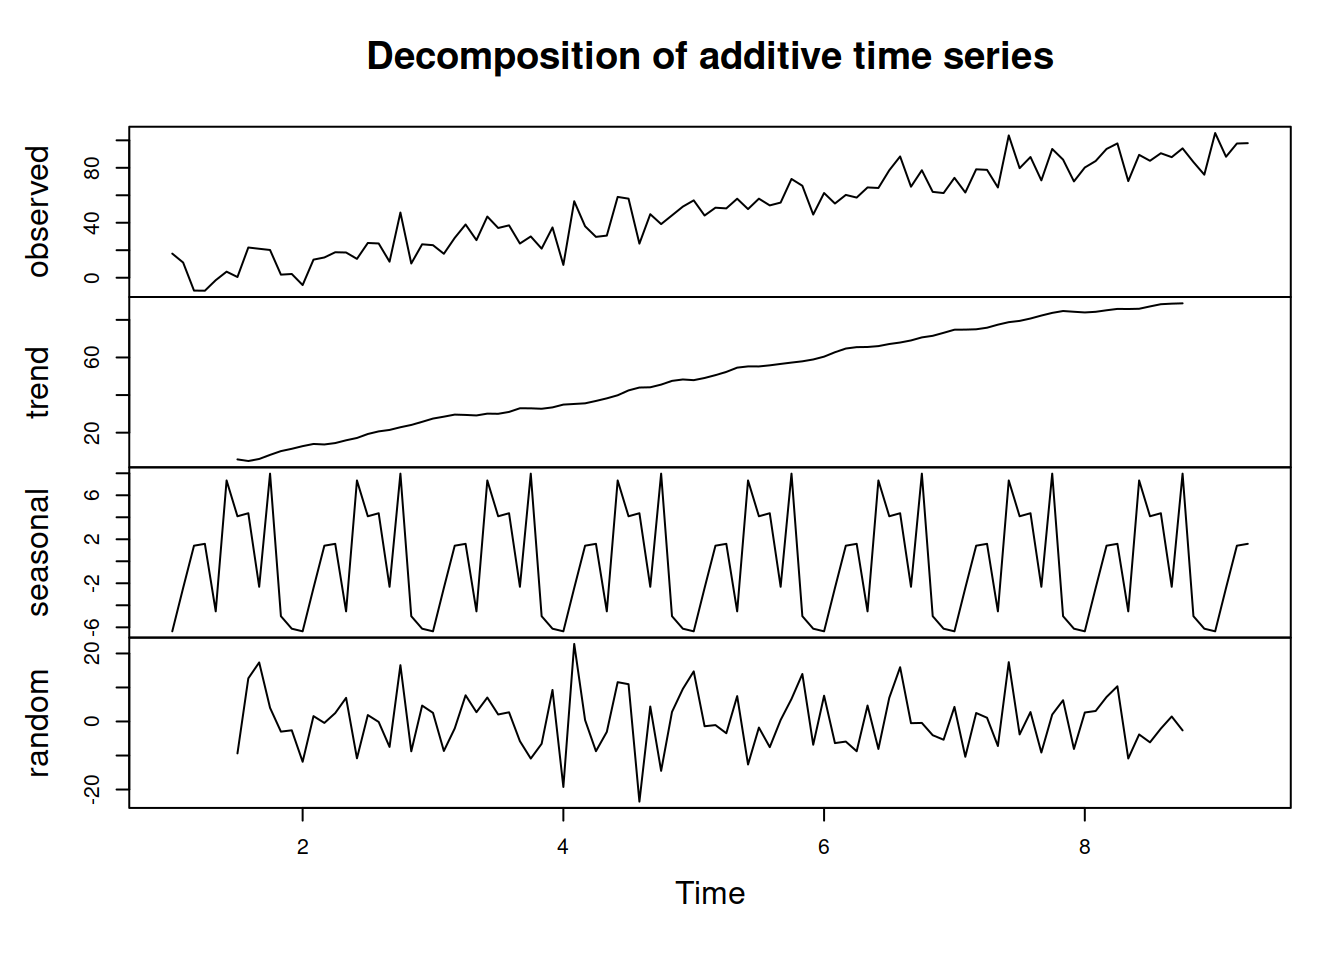 Decomposition of additive time series
observed
0 40 80
trend
20 60
seasonal
-6 -2 2 6
random
-20 0 20
2 4 6 8
Time